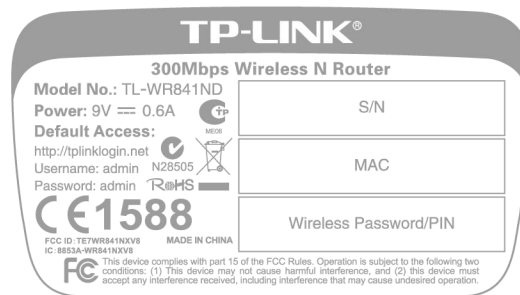 TP-LINK®
300Mbps Wireless N Router
Model No.: TL-WR841ND
Power: 9V ⎓ 0.6A
Default Access:
http://tplinklogin.net
Username: admin
Password: admin
ME06
N28505
RoHS
CE1588
FCC ID: TE7WR841NXV8
IC: 8853A-WR841NXV8
MADE IN CHINA
S/N
MAC
Wireless Password/PIN
FC This device complies with part 15 of the FCC Rules. Operation is subject to the following two
conditions: (1) This device may not cause harmful interference, and (2) this device must
accept any interference received, including interference that may cause undesired operation.